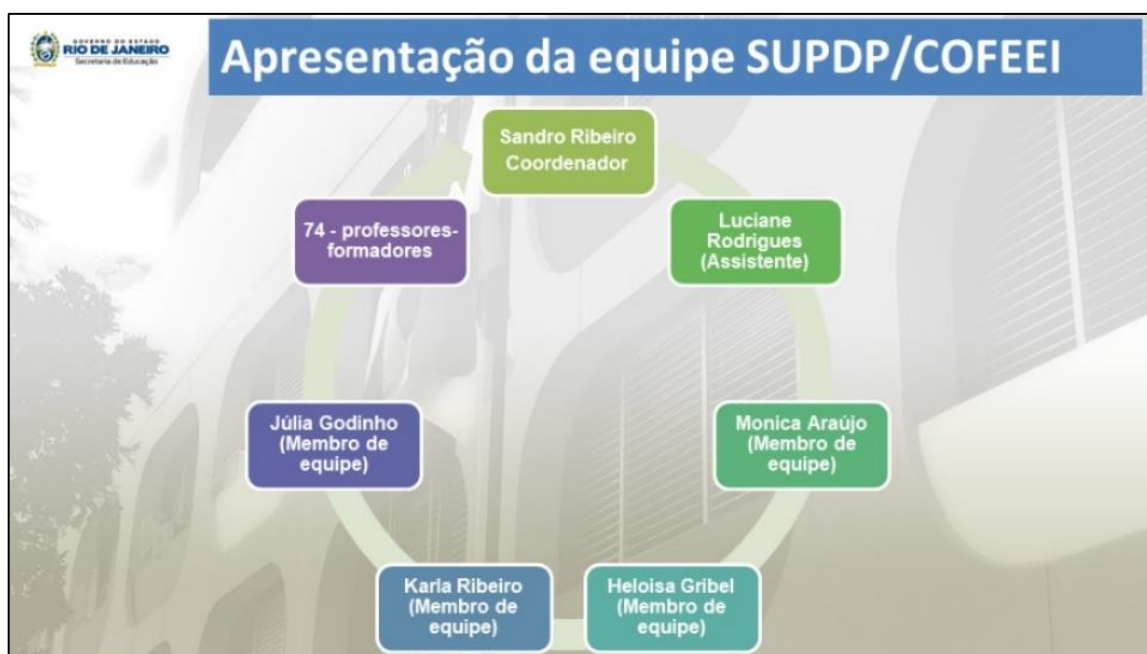 GOVERNO DO ESTADO
RIO DE JANEIRO
Secretaria de Educação
Apresentação da equipe SUPDP/COFEEI
Sandro Ribeiro
Coordenador
Luciane
Rodrigues
(Assistente)
Monica Araújo
(Membro de
equipe)
Heloisa Gribel
(Membro de
equipe)
Karla Ribeiro
(Membro de
equipe)
Júlia Godinho
(Membro de
equipe)
74 - professores-
formadores